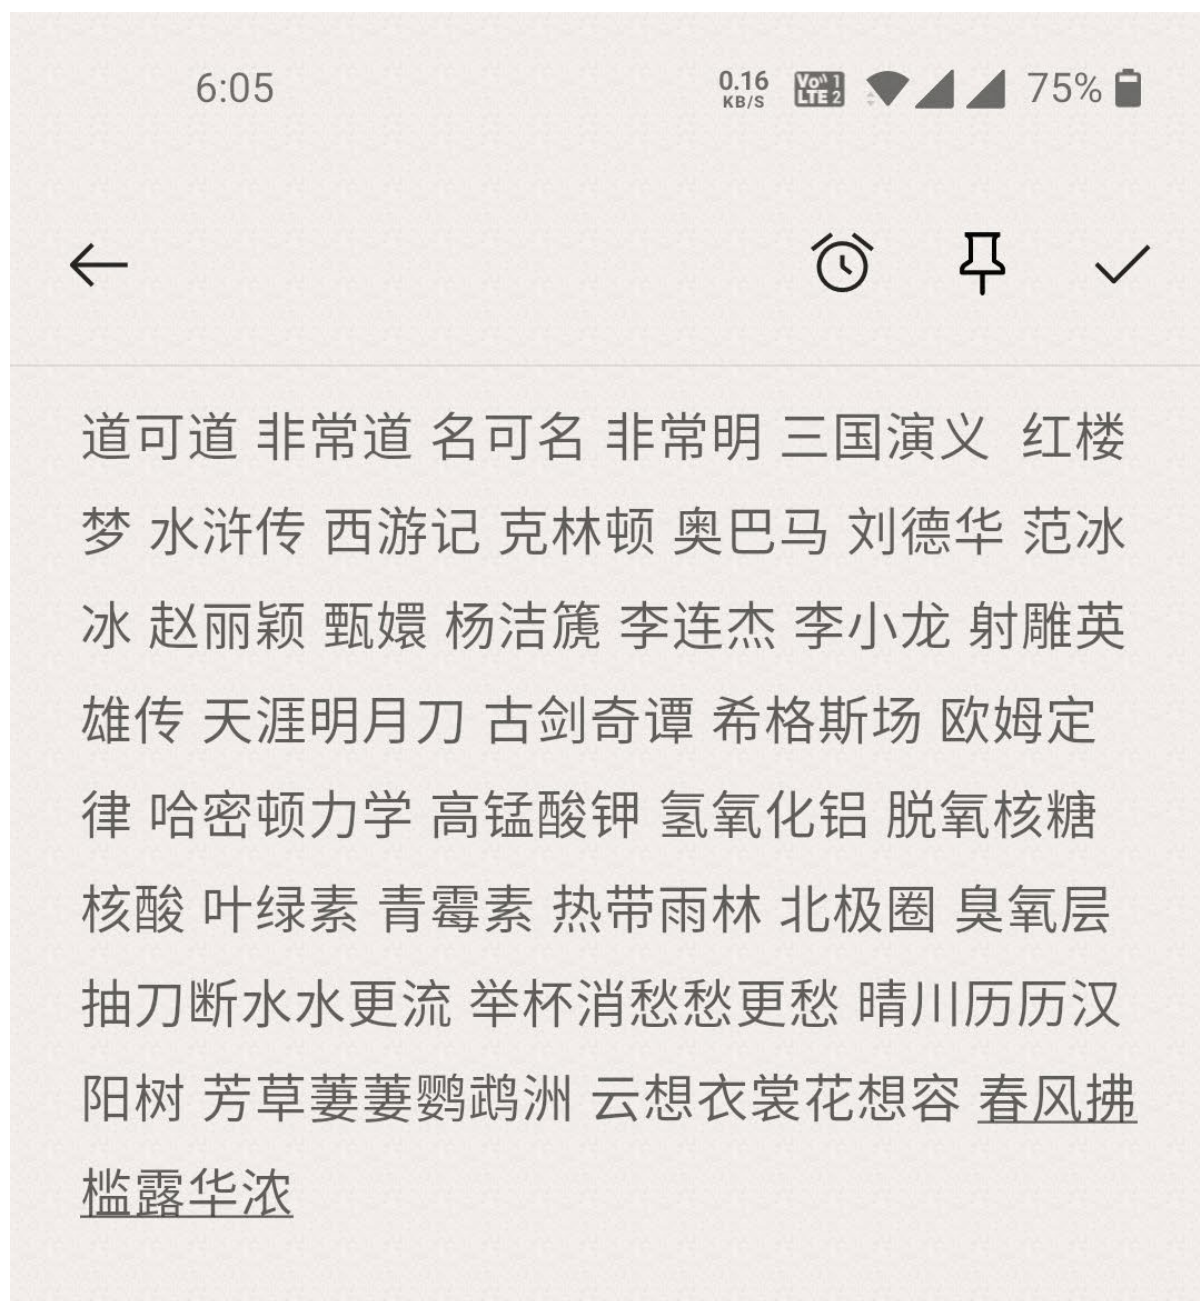 6:05 0.16 KB/S Vo LTE 1 2 75%
道可道 非常道 名可名 非常明 三国演义 红楼
梦 水浒传 西游记 克林顿 奥巴马 刘德华 范冰
冰 赵丽颖 甄嬛 杨洁篪 李连杰 李小龙 射雕英
雄传 天涯明月刀 古剑奇谭 希格斯场 欧姆定
律 哈密顿力学 高锰酸钾 氢氧化铝 脱氧核糖
核酸 叶绿素 青霉素 热带雨林 北极圈 臭氧层
抽刀断水水更流 举杯消愁愁更愁 晴川历历汉
阳树 芳草萋萋鹦鹉洲 云想衣裳花想容 春风拂
槛露华浓